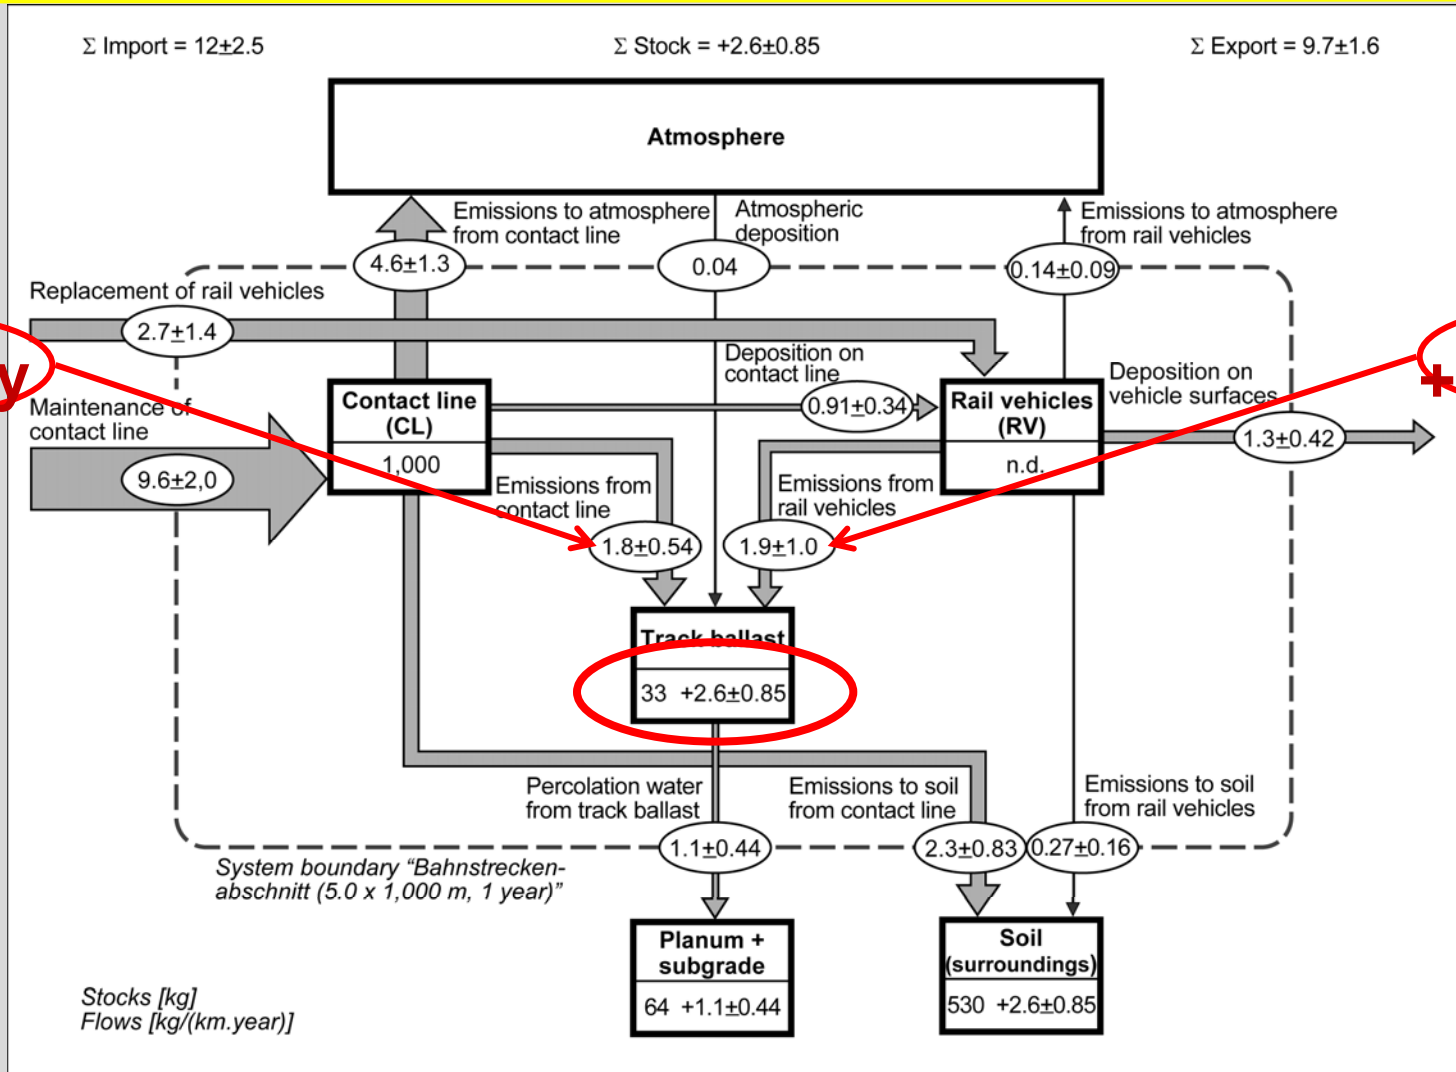 Σ Import = 12±2.5
Σ Stock = +2.6±0.85
Σ Export = 9.7±1.6
Atmosphere
Emissions to atmosphere
from contact line
Atmospheric
deposition
Emissions to atmosphere
from rail vehicles
4.6±1.3
0.04
0.14±0.09
Replacement of rail vehicles
2.7±1.4
y
+
Maintenance of
contact line
9.6±2,0
Contact line
(CL)
1,000
Deposition on
contact line
0.91±0.34
Rail vehicles
(RV)
n.d.
Deposition on
vehicle surfaces
1.3±0.42
Emissions from
contact line
1.8±0.54
Emissions from
rail vehicles
1.9±1.0
Track ballast
33 +2.6±0.85
Percolation water
from track ballast
1.1±0.44
Emissions to soil
from contact line
2.3±0.83
Emissions to soil
from rail vehicles
0.27±0.16
System boundary “Bahnstrecken-
abschnitt (5.0 x 1,000 m, 1 year)”
Planum +
subgrade
64 +1.1±0.44
Soil
(surroundings)
530 +2.6±0.85
Stocks [kg]
Flows [kg/(km.year)]